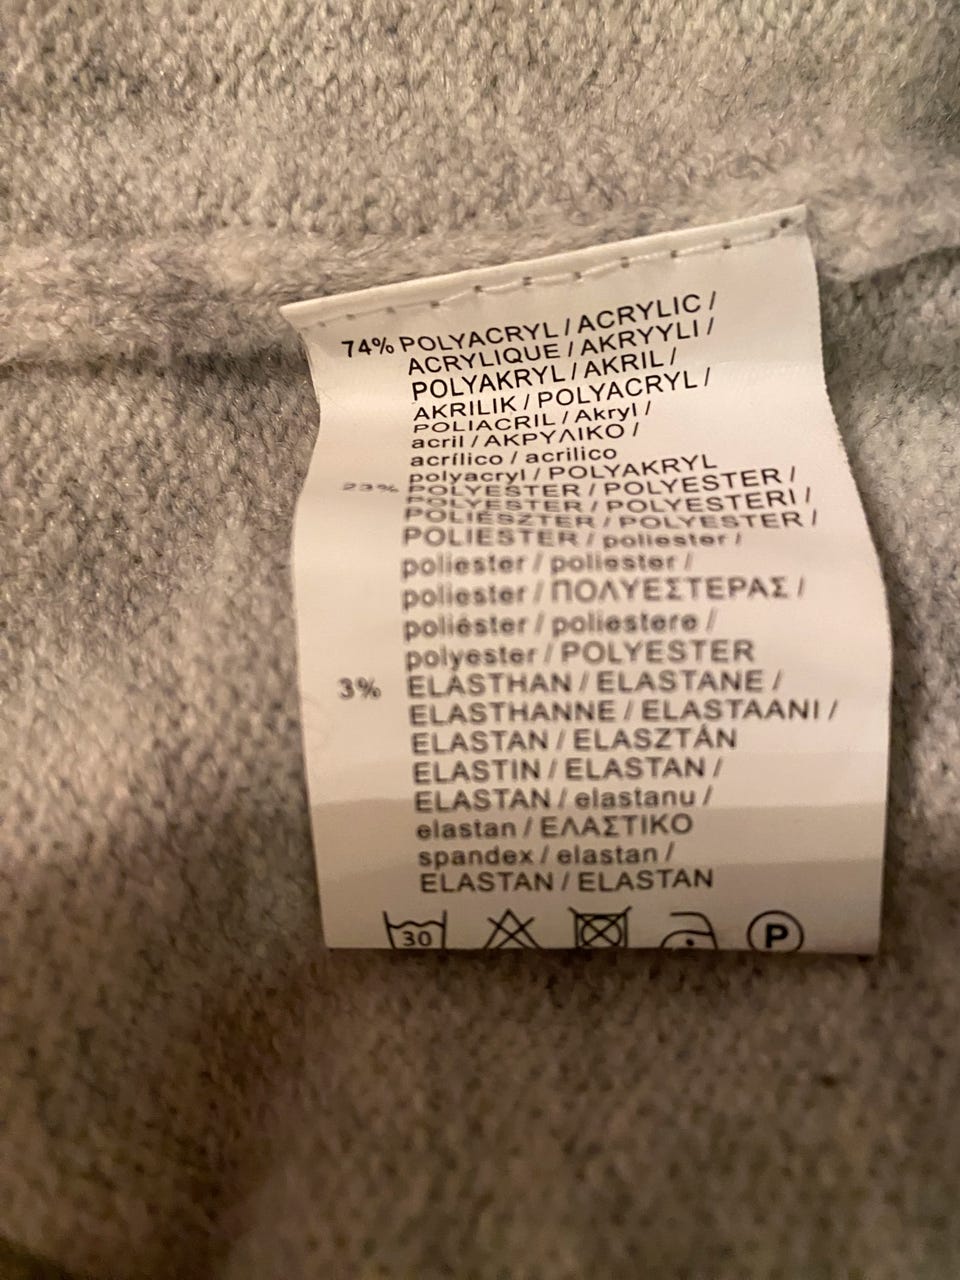 74% POLYACRYL / ACRYLIC /
ACRYLIQUE / AKRYYLI /
POLYAKRYL / AKRIL /
AKRILIK / POLYACRYL /
POLIACRIL / Akryl /
acril / ΑΚΡΥΛΙΚΟ /
acrílico / acrilico
polyacryl / POLYAKRYL
23% POLYESTER / POLYESTER /
POLYESTER / POLYESTERI /
POLIÉSZTER / POLYESTER /
POLIESTER / poliester /
poliester / poliester /
poliester / ΠΟΛΥΕΣΤΕΡΑΣ /
poliéster / poliestere /
polyester / POLYESTER
3% ELASTHAN / ELASTANE /
ELASTHANNE / ELASTAANI /
ELASTAN / ELASZTÁN
ELASTIN / ELASTAN /
ELASTAN / elastanu /
elastan / ΕΛΑΣΤΙΚΟ
spandex / elastan /
ELASTAN / ELASTAN
30 P